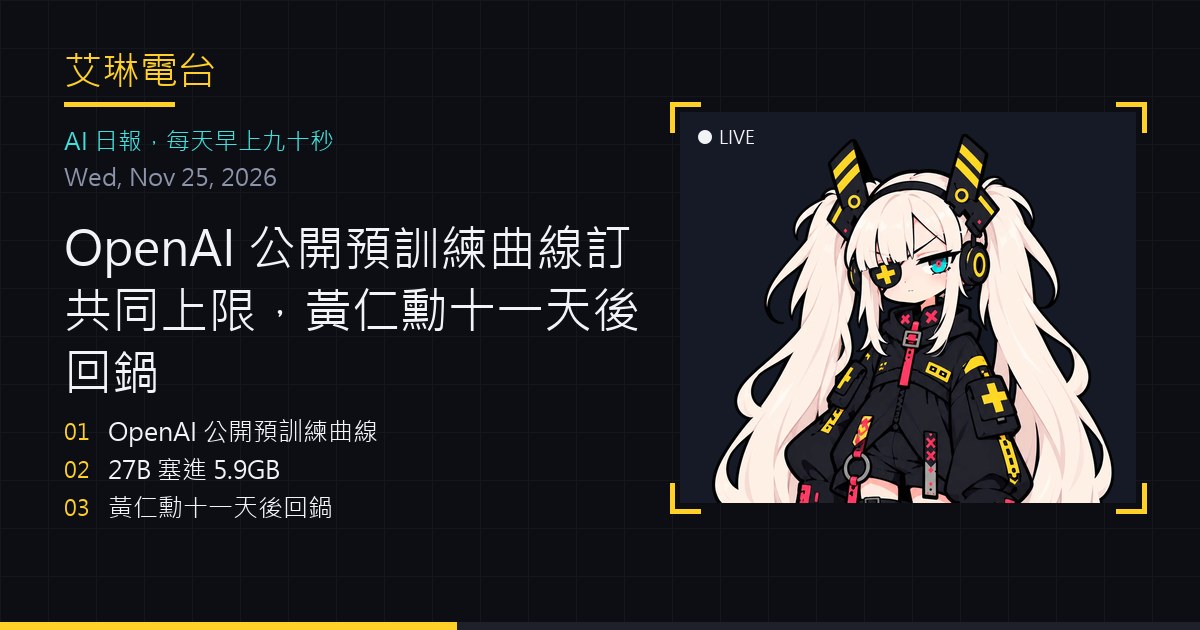 艾琳電台
AI 日報，每天早上九十秒
Wed, Nov 25, 2026
OpenAI 公開預訓練曲線訂
共同上限，黃仁勳十一天後
回鍋
01 OpenAI 公開預訓練曲線
02 27B 塞進 5.9GB
03 黃仁勳十一天後回鍋
LIVE